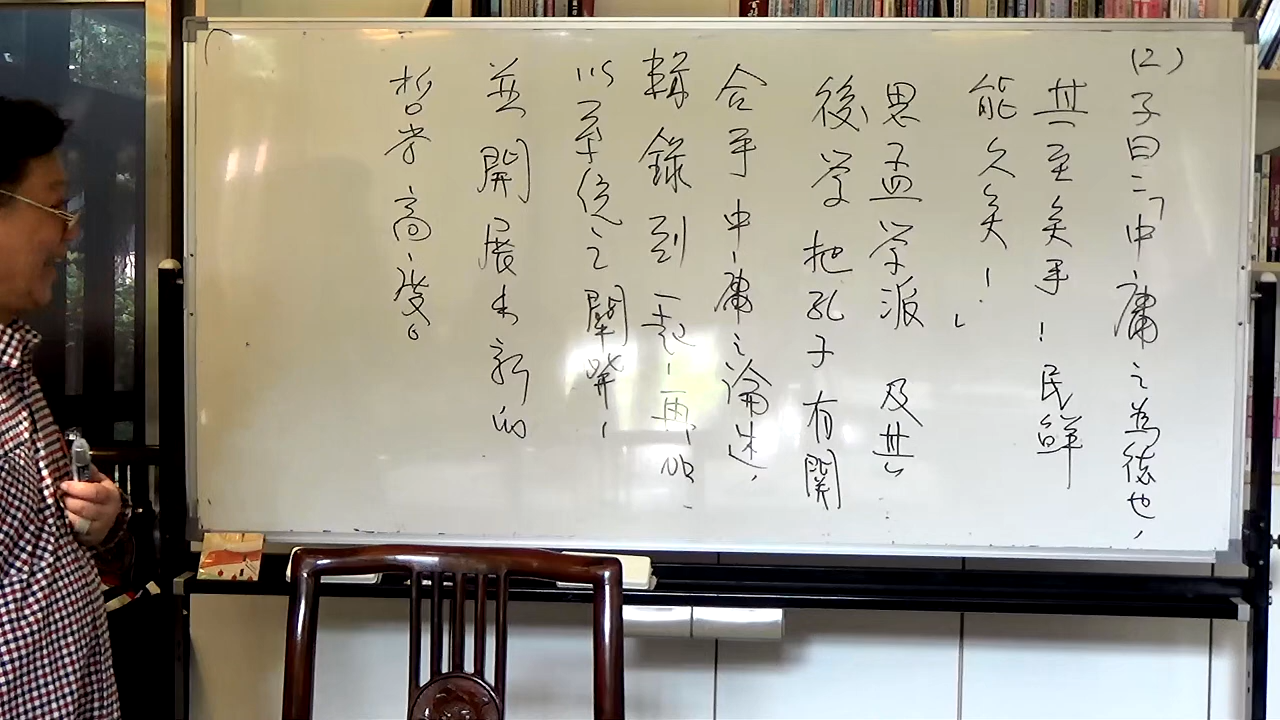 (2)子曰:「中庸之為德也,
其至矣乎!民鮮
能久矣!」
思孟学派及其
後学把孔子有關
合乎中庸之論述,
輯錄到一起,再加
以系統之闡發,
並開展出新的
哲学高度。